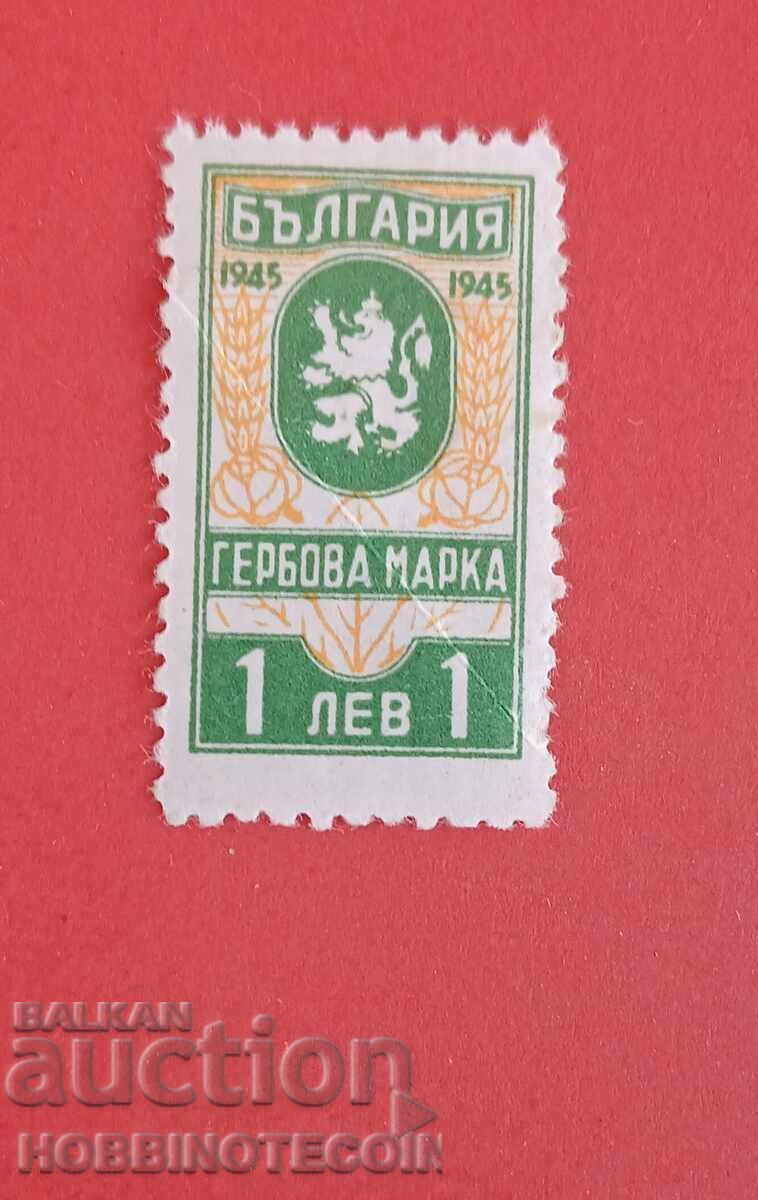 БЪЛГАРИЯ
1945 1945
ГЕРБОВА МАРКА
1 ЛЕВ 1
BALKAN
auction
HOBBINOTECOIN